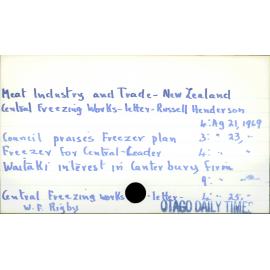 Meat Industry and Trade - New Zealand
Central Freezing Works - letter - Russell Henderson
4: Ag 21, 1969
Council praises Freezer plan 3: " 23, -
Freezer For Central - Leader 4: " " -
Waitaki interest in Canterbury firm
9: " -
Central Freezing works - letter - 4: - 25, -
W. F. Rigby
OTAGO DAILY TIMES